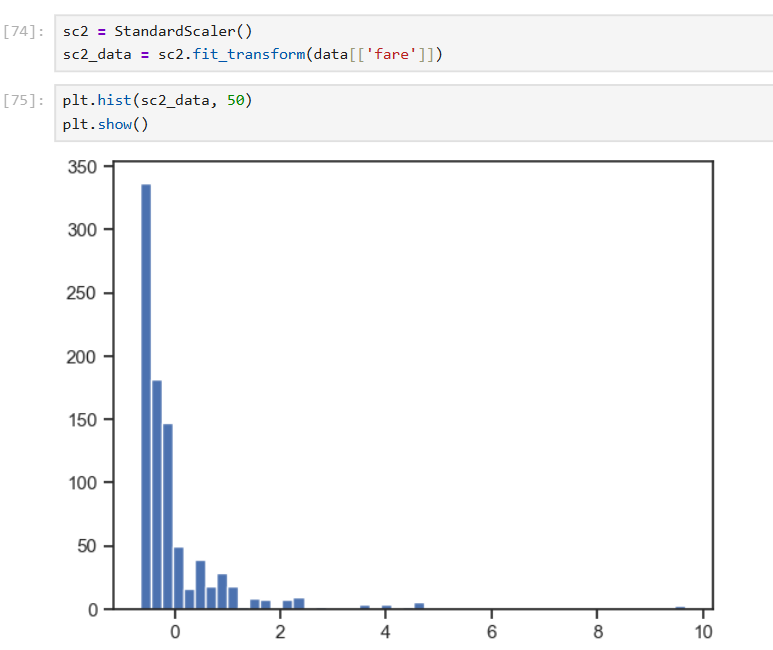 [74]: sc2 = StandardScaler()
sc2_data = sc2.fit_transform(data[['fare']])
[75]: plt.hist(sc2_data, 50)
plt.show()
350
300
250
200
150
100
50
0
0 2 4 6 8 10